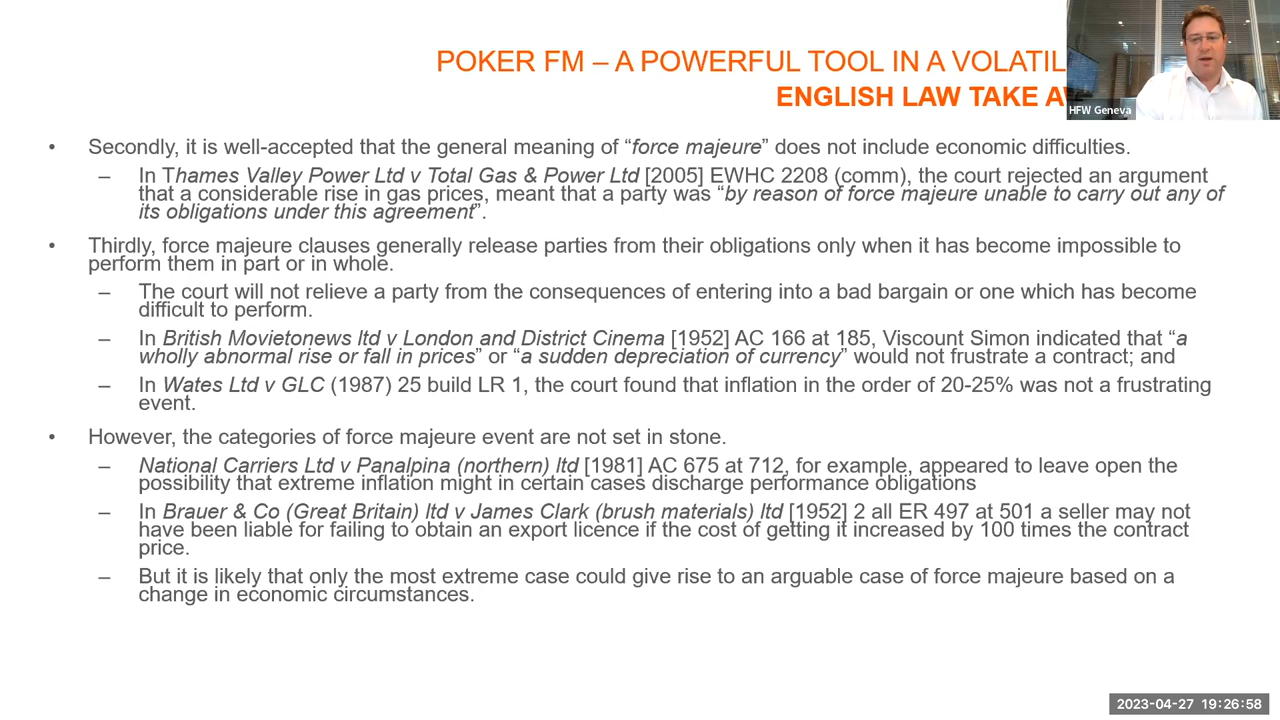 POKER FM – A POWERFUL TOOL IN A VOLATIL
ENGLISH LAW TAKE
HFW Geneva
• Secondly, it is well-accepted that the general meaning of “force majeure” does not include economic difficulties.
– In Thames Valley Power Ltd v Total Gas & Power Ltd [2005] EWHC 2208 (comm), the court rejected an argument
that a considerable rise in gas prices, meant that a party was “by reason of force majeure unable to carry out any of
its obligations under this agreement”.
• Thirdly, force majeure clauses generally release parties from their obligations only when it has become impossible to
perform them in part or in whole.
– The court will not relieve a party from the consequences of entering into a bad bargain or one which has become
difficult to perform.
– In British Movietonews ltd v London and District Cinema [1952] AC 166 at 185, Viscount Simon indicated that “a
wholly abnormal rise or fall in prices” or “a sudden depreciation of currency” would not frustrate a contract; and
– In Wates Ltd v GLC (1987) 25 build LR 1, the court found that inflation in the order of 20-25% was not a frustrating
event.
• However, the categories of force majeure event are not set in stone.
– National Carriers Ltd v Panalpina (northern) ltd [1981] AC 675 at 712, for example, appeared to leave open the
possibility that extreme inflation might in certain cases discharge performance obligations
– In Brauer & Co (Great Britain) ltd v James Clark (brush materials) ltd [1952] 2 all ER 497 at 501 a seller may not
have been liable for failing to obtain an export licence if the cost of getting it increased by 100 times the contract
price.
– But it is likely that only the most extreme case could give rise to an arguable case of force majeure based on a
change in economic circumstances.
2023-04-27 19:26:58